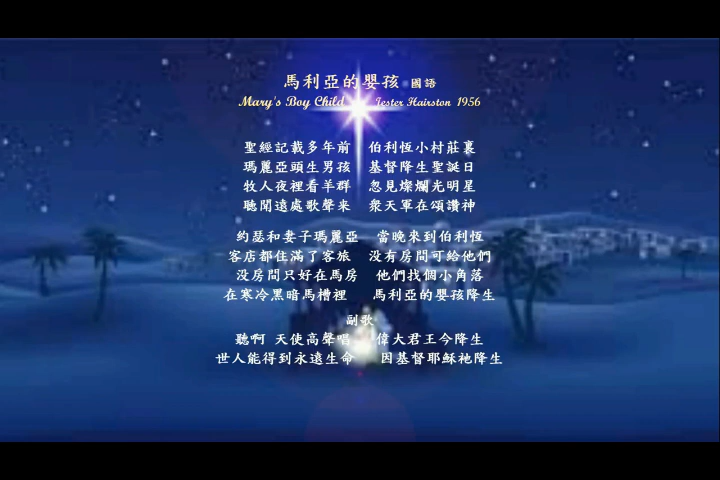 馬利亞的嬰孩 國語
Mary's Boy Child Jester Hairston 1956
聖經記載多年前 伯利恆小村莊裏
瑪麗亞頭生男孩 基督降生聖誕日
牧人夜裡看羊群 忽見燦爛光明星
聽聞遠處歌聲来 衆天軍在頌讚神
約瑟和妻子瑪麗亞 當晚來到伯利恆
客店都住滿了客旅 没有房間可給他們
没房間只好在馬房 他們找個小角落
在寒冷黑暗馬槽裡 馬利亞的嬰孩降生
副歌
聽啊 天使高聲唱 偉大君王今降生
世人能得到永遠生命 因基督耶穌祂降生